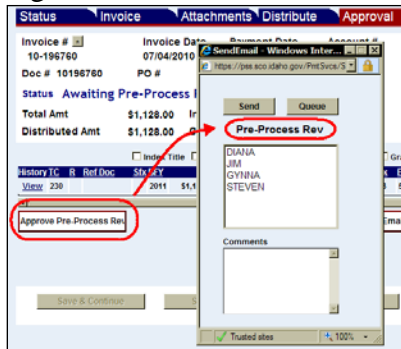 Status Invoice Attachments Distribute Approval
Invoice # Invoice Date Payment Date Account #
10-196760 07/04/2010
Doc # 10196760 PO #
Status Awaiting Pre-Process
Total Amt $1,128.00
Distributed Amt $1,128.00
Index Title
History TC R Ref Doc Sfx FY
View 230 2011
Approve Pre-Process Rev
Save & Continue
SendEmail - Windows Inter...
https://pes.sco.idaho.gov/PmtSvcs/S
Send Queue
Pre-Process Rev
DIANA
JIM
GYNNA
STEVEN
Comments
Trusted sites 100%